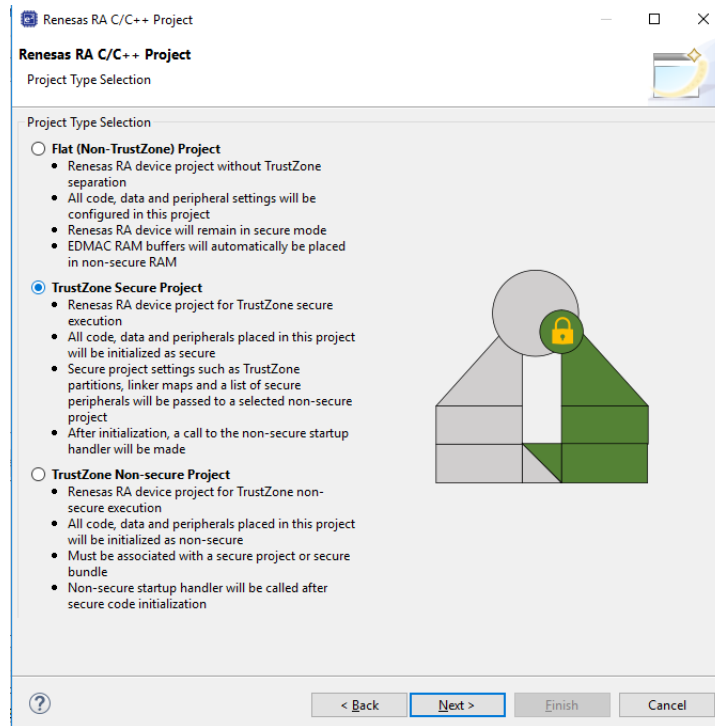 Renesas RA C/C++ Project
Renesas RA C/C++ Project
Project Type Selection
Project Type Selection
Flat (Non-TrustZone) Project
• Renesas RA device project without TrustZone
separation
• All code, data and peripheral settings will be
configured in this project
• Renesas RA device will remain in secure mode
• EDMAC RAM buffers will automatically be placed
in non-secure RAM
TrustZone Secure Project
• Renesas RA device project for TrustZone secure
execution
• All code, data and peripherals placed in this project
will be initialized as secure
• Secure project settings such as TrustZone
partitions, linker maps and a list of secure
peripherals will be passed to a selected non-secure
project
• After initialization, a call to the non-secure startup
handler will be made
TrustZone Non-secure Project
• Renesas RA device project for TrustZone non-
secure execution
• All code, data and peripherals placed in this project
will be initialized as non-secure
• Must be associated with a secure project or secure
bundle
• Non-secure startup handler will be called after
secure code initialization
? < Back Next > Finish Cancel